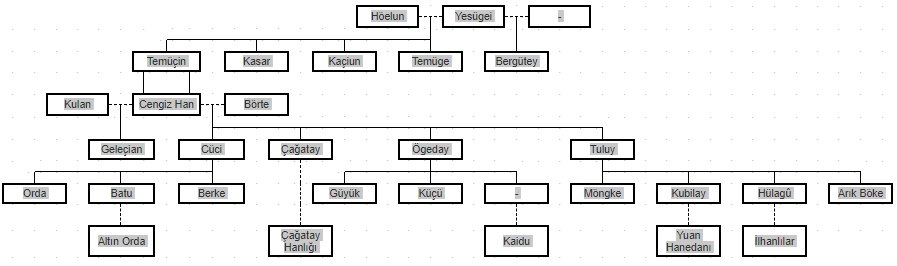 Höelun
Yesügei
-
Temüçin
Kasar
Kaçiun
Temüge
Bergütey
Kulan
Cengiz Han
Börte
Geleçian
Cüci
Çağatay
Ögeday
Tuluy
Orda
Batu
Berke
Güyük
Küçü
-
Möngke
Kubilay
Hülagû
Arık Böke
Altın Orda
Çağatay
Hanlığı
Kaidu
Yuan
Hanedanı
İlhanlılar